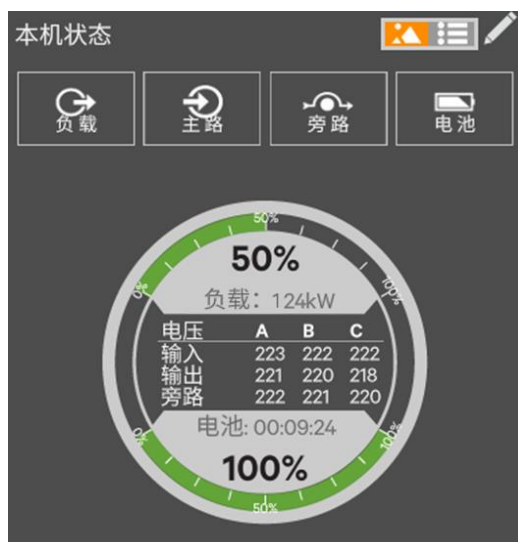 本机状态
负载 主路 旁路 电池
50%
50%
0% 100%
负载: 124kW
电压 A B C
输入 223 222 222
输出 221 220 218
旁路 222 221 220
电池: 00:09:24
0% 100%
100%
50%